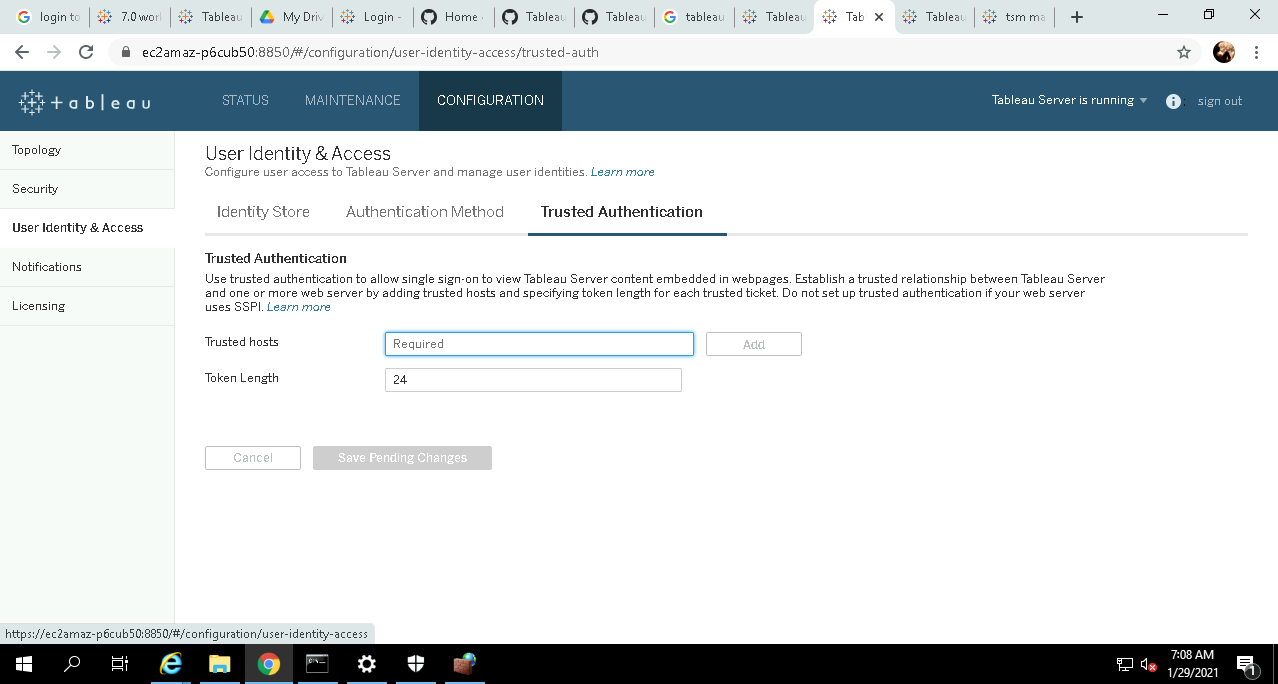 login to
7.0 worl
Tableau
My Driv
Login -
Home ·
Tableau
Tableau
tableau
Tableau
Tab
Tableau
tsm ma
ec2amaz-p6cub50:8850/#/configuration/user-identity-access/trusted-auth
+ableau
STATUS
MAINTENANCE
CONFIGURATION
Tableau Server is running
sign out
Topology
Security
User Identity & Access
Notifications
Licensing
User Identity & Access
Configure user access to Tableau Server and manage user identities. Learn more
Identity Store
Authentication Method
Trusted Authentication
Trusted Authentication
Use trusted authentication to allow single sign-on to view Tableau Server content embedded in webpages. Establish a trusted relationship between Tableau Server
and one or more web server by adding trusted hosts and specifying token length for each trusted ticket. Do not set up trusted authentication if your web server
uses SSPI. Learn more
Trusted hosts
Required
Add
Token Length
24
Cancel
Save Pending Changes
https://ec2amaz-p6cub50:8850/#/configuration/user-identity-access
7:08 AM
1/29/2021
1